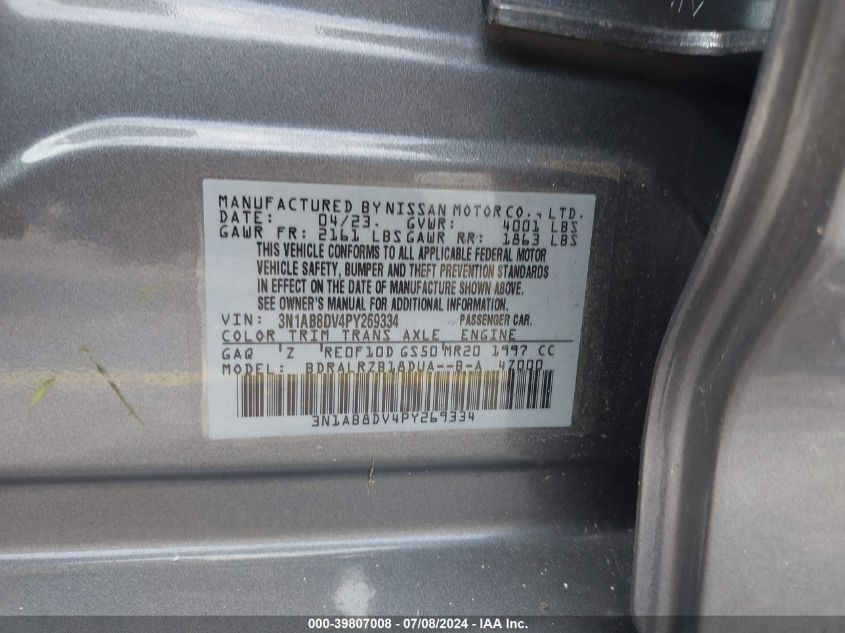 MANUFACTURED BY NISSAN MOTOR CO., LTD.
DATE: 04/23. GVWR: 4001 LBS
GAWR FR: 2161 LBS GAWR RR: 1863 LBS
THIS VEHICLE CONFORMS TO ALL APPLICABLE FEDERAL MOTOR
VEHICLE SAFETY, BUMPER AND THEFT PREVENTION STANDARDS
IN EFFECT ON THE DATE OF MANUFACTURE SHOWN ABOVE.
SEE OWNER'S MANUAL FOR ADDITIONAL INFORMATION.
VIN: 3N1AB8DV4PY269334 PASSENGER CAR.
COLOR TRIM TRANS AXLE ENGINE
GAQ Z RE0F10D GS50 MR20 1997 CC
MODEL: BDRALRZB18DUA--B-A 4Z000
3N1AB8DV4PY269334
000-39807008 - 07/08/2024 - IAA Inc.